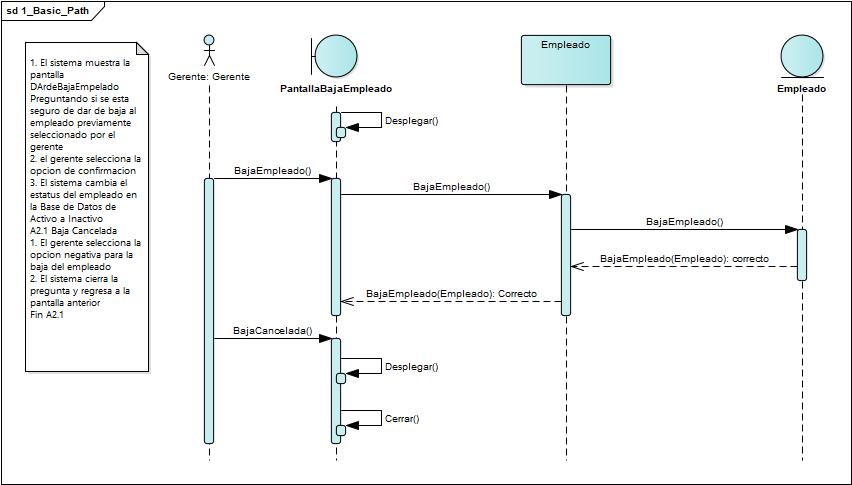 sd 1_Basic_Path
1. El sistema muestra la
pantalla
DArdeBajaEmpelado
Preguntando si se esta
seguro de dar de baja al
empleado previamente
seleccionado por el
gerente
2. el gerente selecciona la
opcion de confirmacion
3. El sistema cambia el
estatus del empleado en
la Base de Datos de
Activo a Inactivo
A2.1 Baja Cancelada
1. El gerente selecciona la
opcion negativa para la
baja del empleado
2. El sistema cierra la
pregunta y regresa a la
pantalla anterior
Fin A2.1
Gerente: Gerente
PantallaBajaEmpleado
Empleado
Empleado
Desplegar()
BajaEmpleado()
BajaEmpleado()
BajaEmpleado()
BajaEmpleado(Empleado): correcto
BajaEmpleado(Empleado): Correcto
BajaCancelada()
Desplegar()
Cerrar()